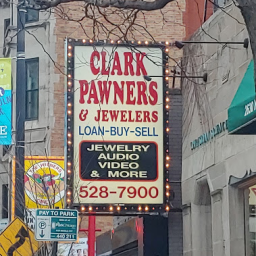 CLARK
PAWNERS
& JEWELERS
LOAN-BUY-SELL
JEWELRY
AUDIO
VIDEO
& MORE
528-7900
PAY TO PARK